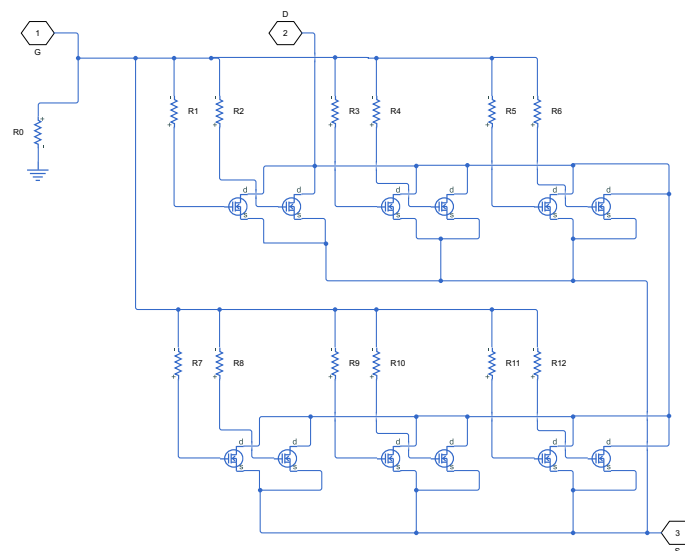 D
1
2
G
R1 R2 R3 R4 R5 R6
R0
d d d d d d
s s s s s s
R7 R8 R9 R10 R11 R12
d d d d d d
s s s s s s
3